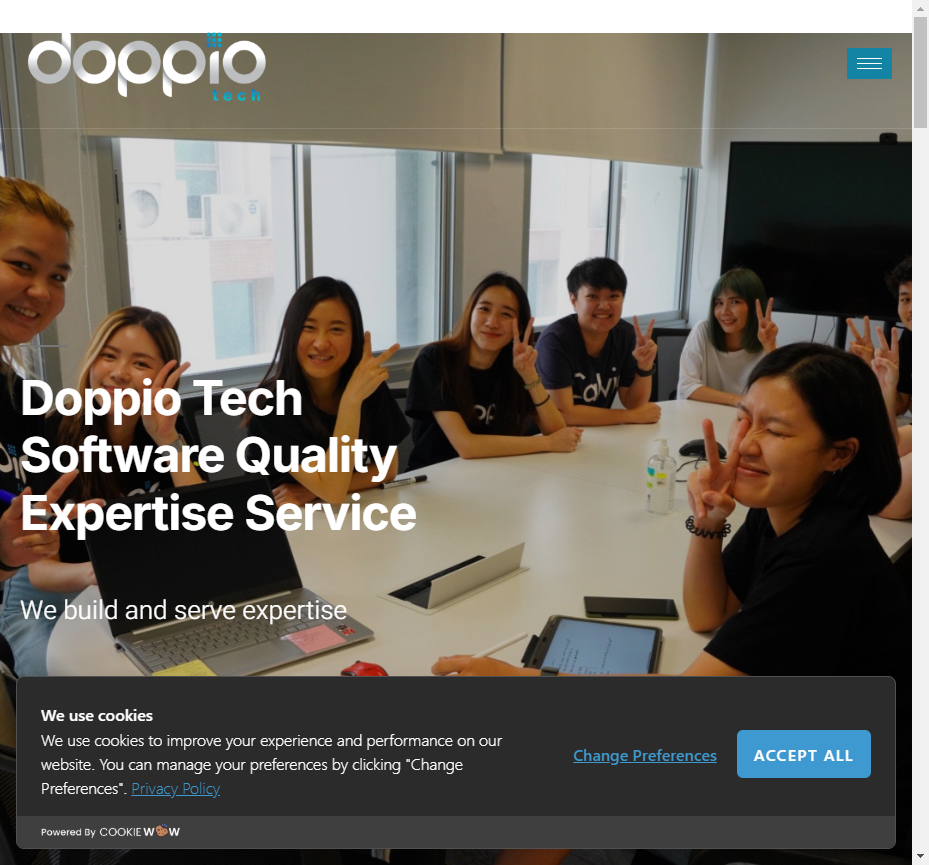 doppio
tech
Doppio Tech
Software Quality
Expertise Service
We build and serve expertise
We use cookies
We use cookies to improve your experience and performance on our
website. You can manage your preferences by clicking "Change
Preferences". Privacy Policy
Change Preferences
ACCEPT ALL
Powered By COOKIE WOW